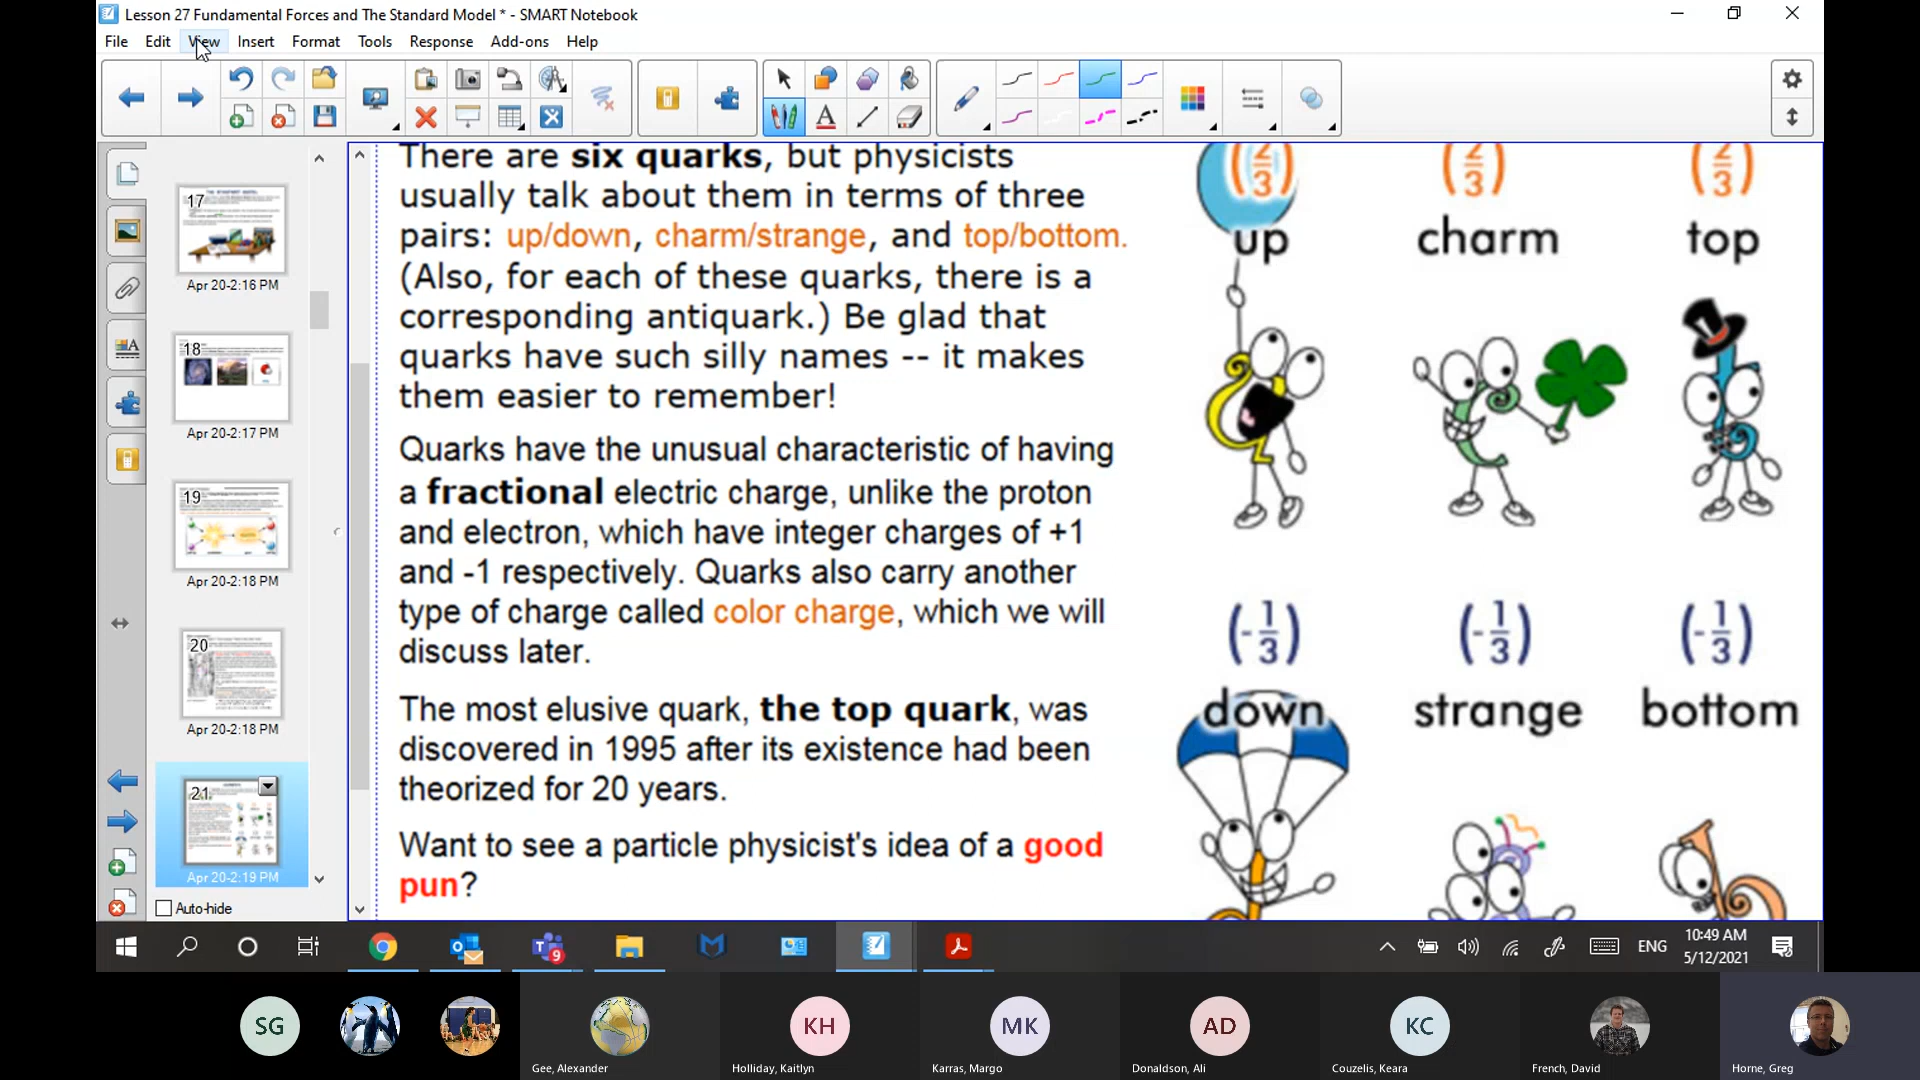 Lesson 27 Fundamental Forces and The Standard Model * - SMART Notebook
File Edit View Insert Format Tools Response Add-ons Help
17
Apr 20-2:16 PM
18
Apr 20-2:17 PM
19
Apr 20-2:18 PM
20
Apr 20-2:18 PM
21
Apr 20-2:19 PM
Auto-hide
There are six quarks, but physicists
usually talk about them in terms of three
pairs: up/down, charm/strange, and top/bottom.
(Also, for each of these quarks, there is a
corresponding antiquark.) Be glad that
quarks have such silly names -- it makes
them easier to remember!
Quarks have the unusual characteristic of having
a fractional electric charge, unlike the proton
and electron, which have integer charges of +1
and -1 respectively. Quarks also carry another
type of charge called color charge, which we will
discuss later.
The most elusive quark, the top quark, was
discovered in 1995 after its existence had been
theorized for 20 years.
Want to see a particle physicist's idea of a good
pun?
(2/3) (2/3) (2/3)
up charm top
(-1/3) (-1/3) (-1/3)
down strange bottom
9
ENG
10:49 AM
5/12/2021
SG KH MK AD KC
Gee, Alexander Holliday, Kaitlyn Karras, Margo Donaldson, Ali Couzelis, Keara French, David Horne, Greg